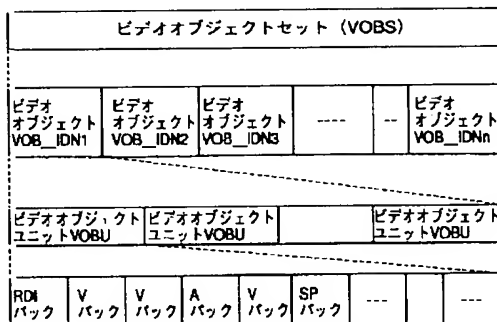 ビデオオブジェクトセット（VOBS）
ビデオ
オブジェクト
VOB__IDN1
ビデオ
オブジェクト
VOB__IDN2
ビデオ
オブジェクト
VOB__IDN3
----
--
ビデオ
オブジェクト
VOB__IDNn
ビデオオブジェクト
ユニットVOBU
ビデオオブジェクト
ユニットVOBU
ビデオオブジェクト
ユニットVOBU
RDI
パック
V
パック
V
パック
A
パック
V
パック
SP
パック
---
---